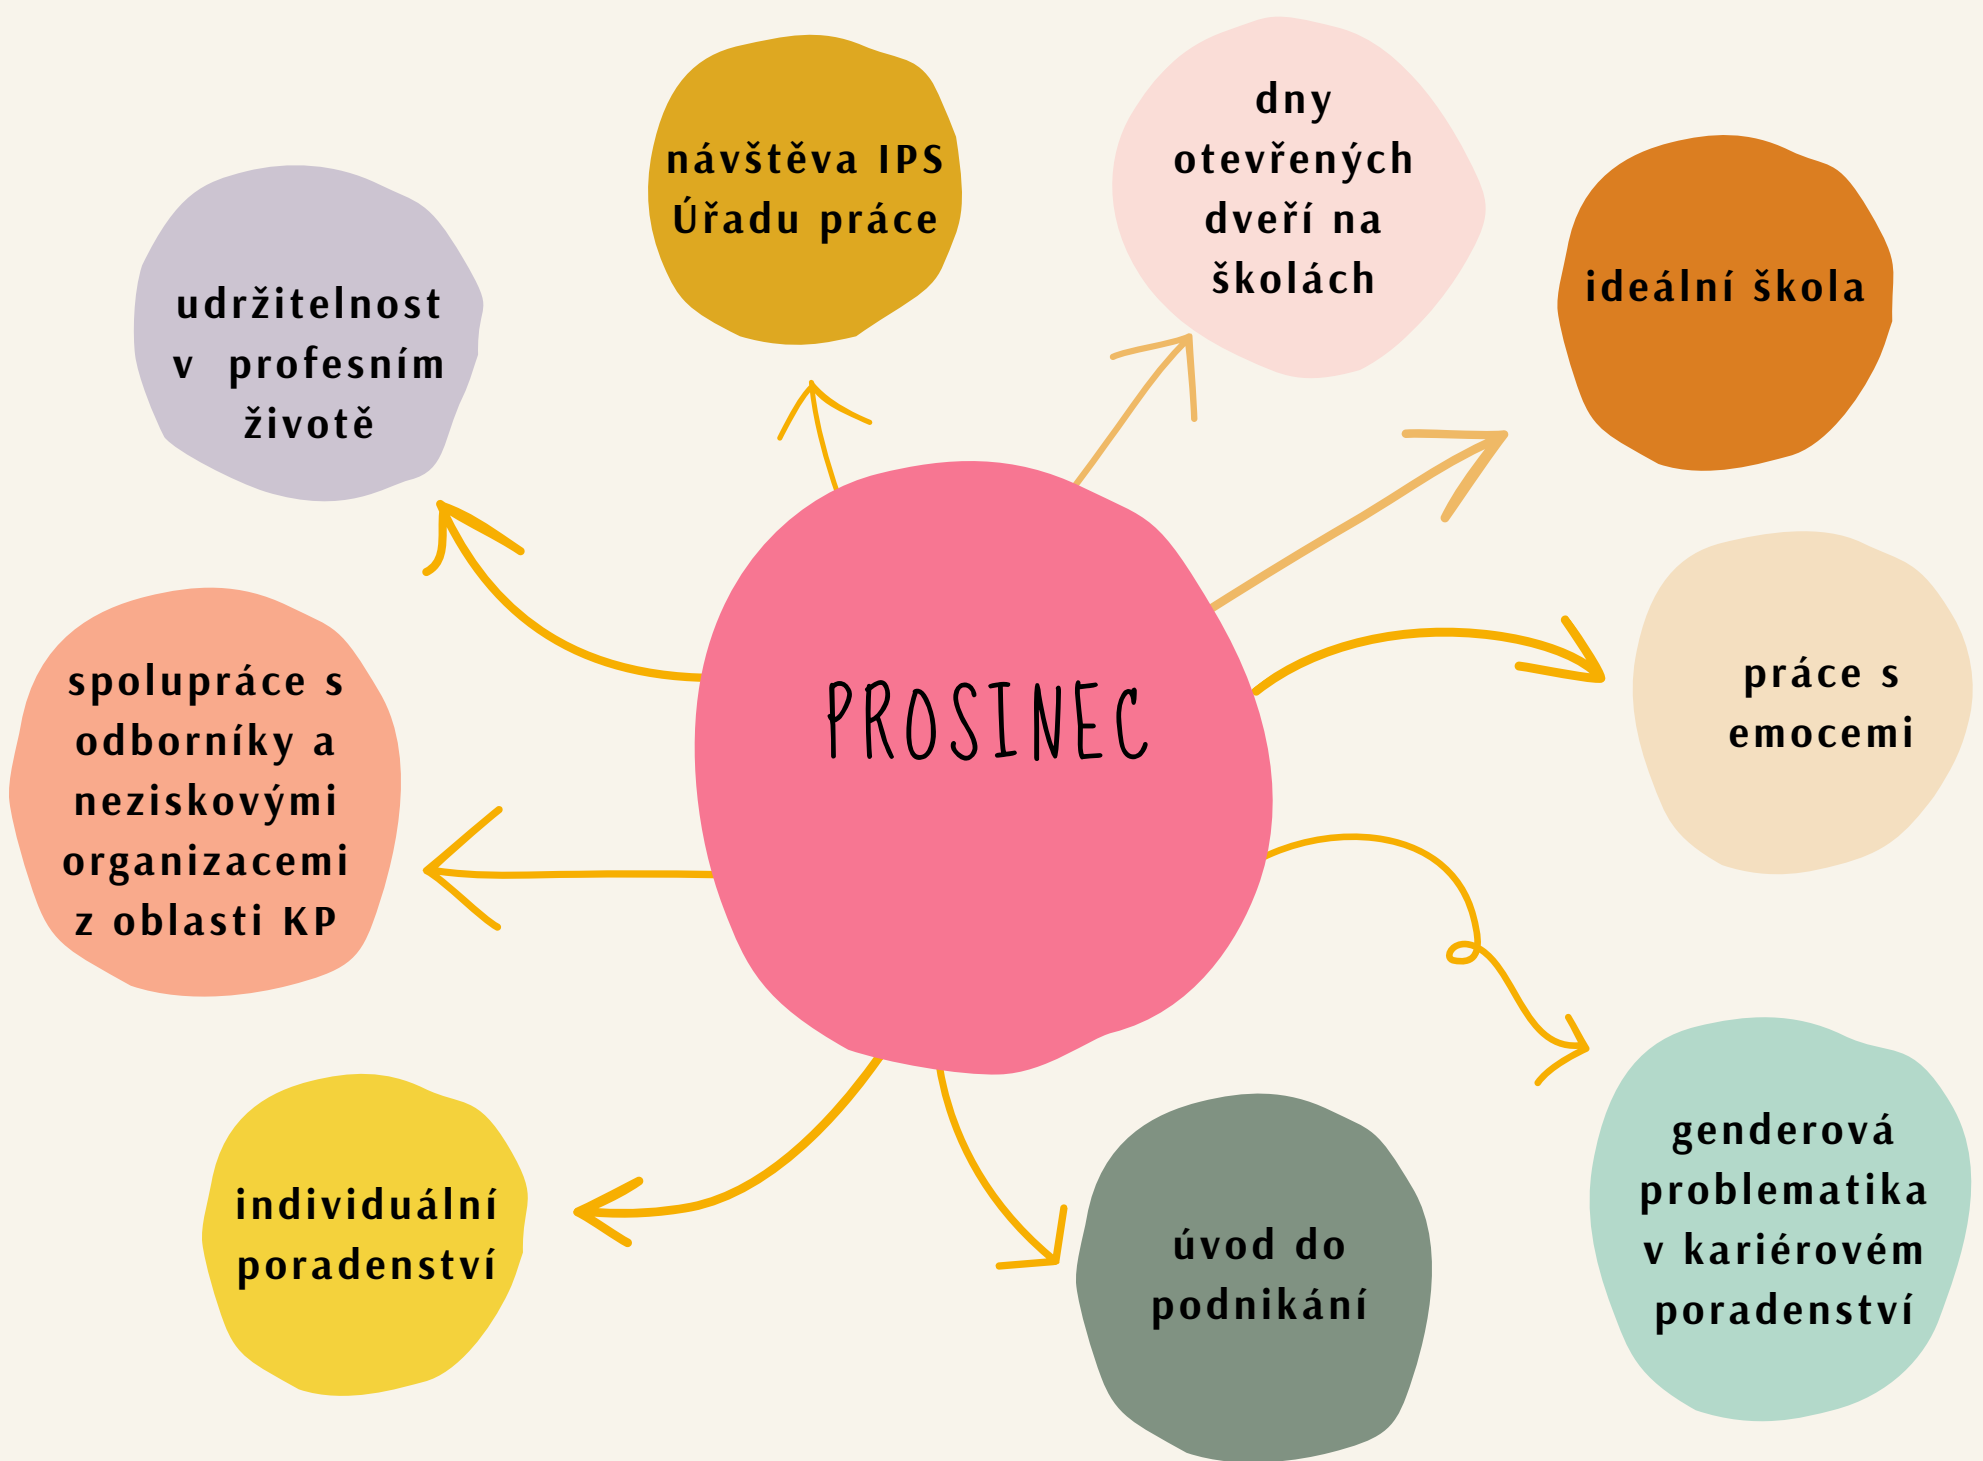 návštěva IPS
Úřadu práce
dny
otevřených
dveří na
školách
ideální škola
udržitelnost
v profesním
životě
spolupráce s
odborníky a
neziskovými
organizacemi
z oblasti KP
PROSINEC
práce s
emocemi
individuální
poradenství
úvod do
podnikání
genderová
problematika
v kariérovém
poradenství